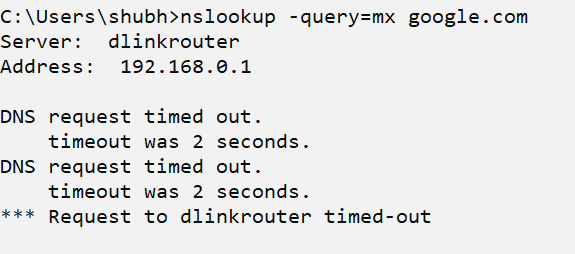 C:\Users\shubh>nslookup -query=mx google.com
Server:  dlinkrouter
Address:  192.168.0.1

DNS request timed out.
    timeout was 2 seconds.
DNS request timed out.
    timeout was 2 seconds.
*** Request to dlinkrouter timed-out